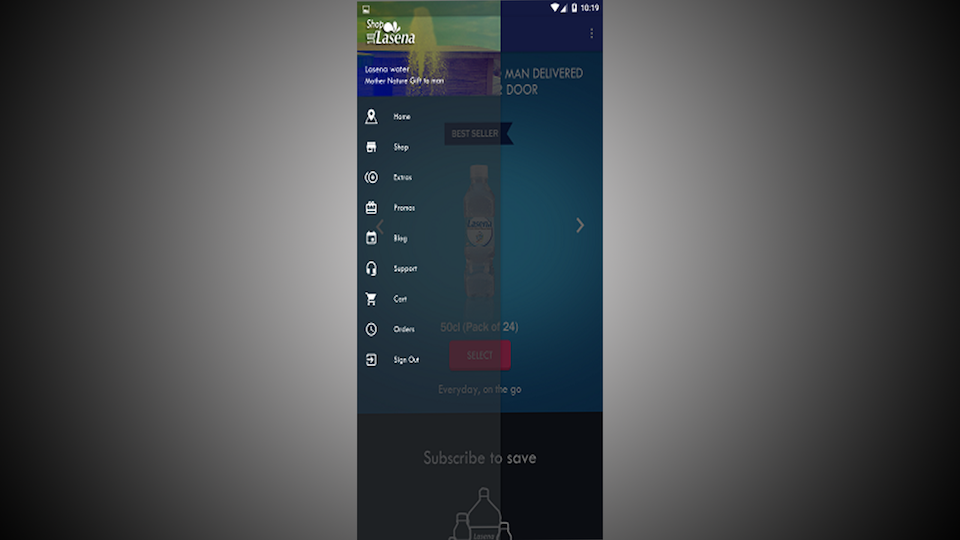 10:19
Shop
Lasena
Lasena water
Mother Nature Gift to man
MAN DELIVERED
DOOR
Home
BEST SELLER
Shop
Extras
Promos
Blog
Lasena
Support
Cart
Orders
50cl (Pack of 24)
SELECT
Sign Out
Everyday, on the go
Subscribe to save
Lasena